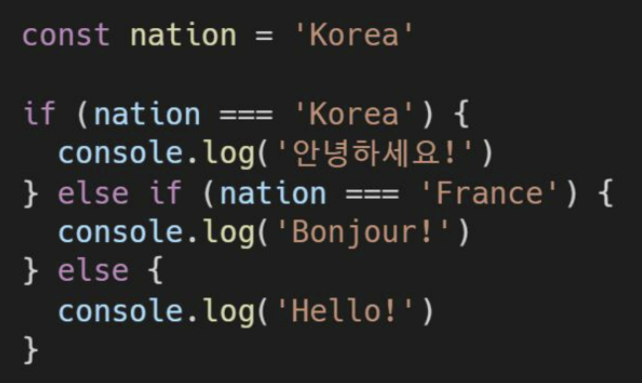 const nation = 'Korea'
if (nation === 'Korea') {
  console.log('안녕하세요!')
} else if (nation === 'France') {
  console.log('Bonjour!')
} else {
  console.log('Hello!')
}